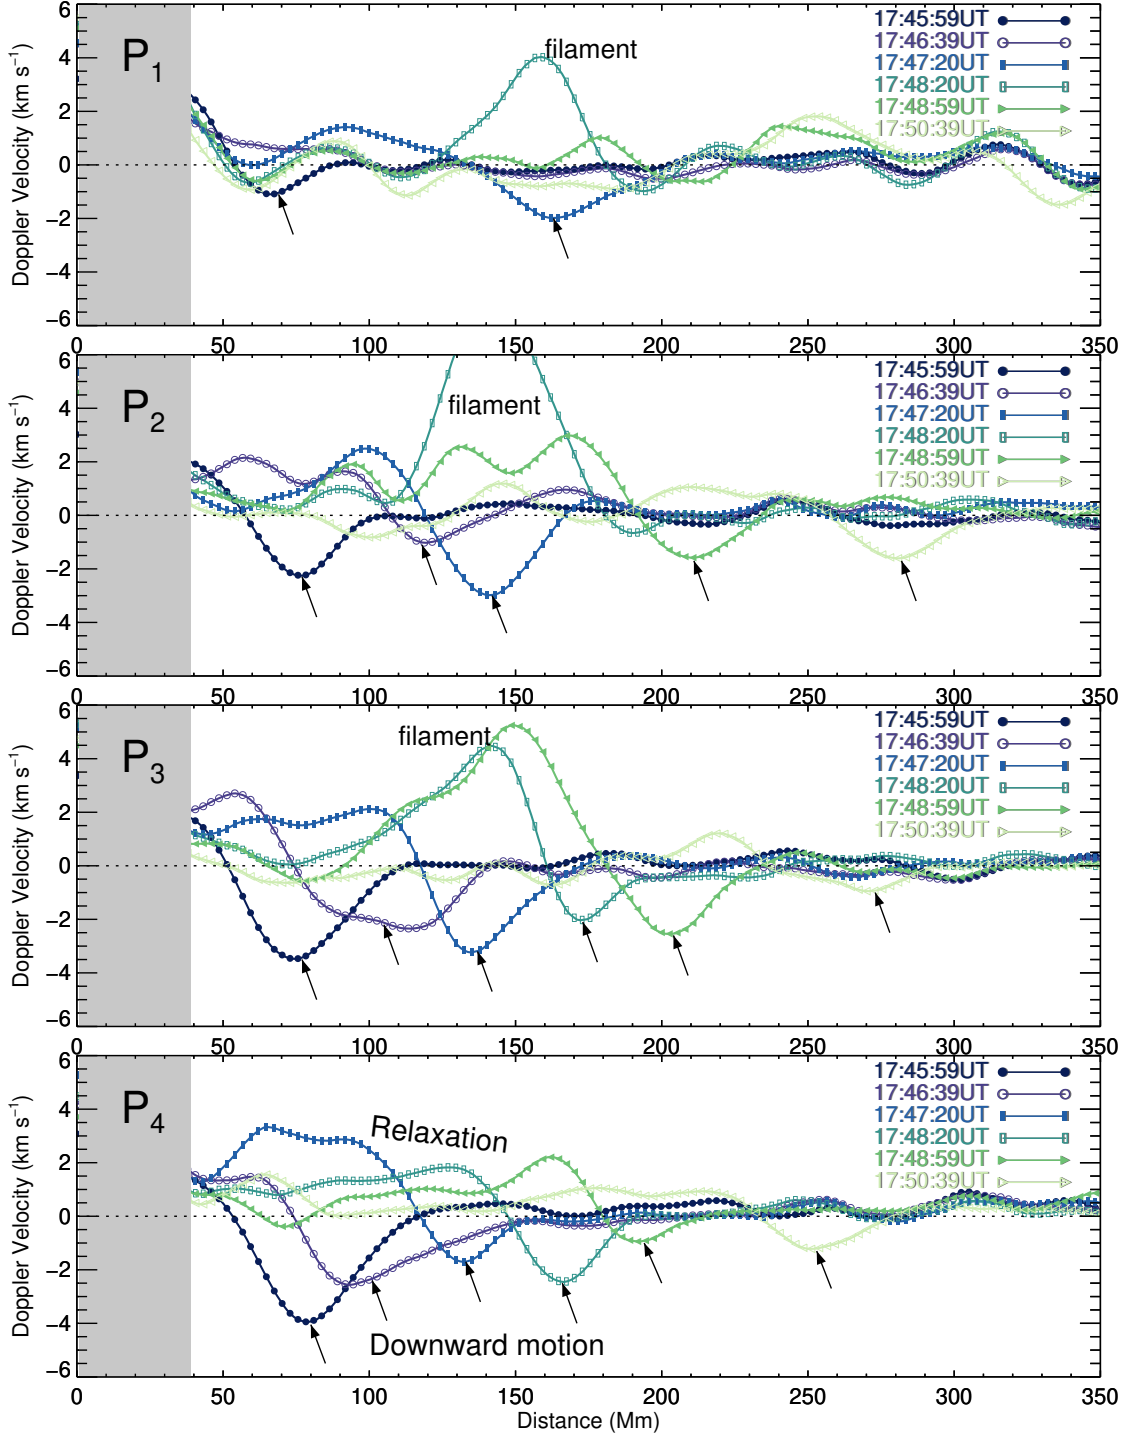 6
4
2
0
−2
−4
−6
Doppler Velocity (km s⁻¹)
P₁
filament
17:45:59UT
17:46:39UT
17:47:20UT
17:48:20UT
17:48:59UT
17:50:39UT
0 50 100 150 200 250 300 350
6
4
2
0
−2
−4
−6
Doppler Velocity (km s⁻¹)
P₂
filament
17:45:59UT
17:46:39UT
17:47:20UT
17:48:20UT
17:48:59UT
17:50:39UT
0 50 100 150 200 250 300 350
6
4
2
0
−2
−4
−6
Doppler Velocity (km s⁻¹)
P₃
filament
17:45:59UT
17:46:39UT
17:47:20UT
17:48:20UT
17:48:59UT
17:50:39UT
0 50 100 150 200 250 300 350
6
4
2
0
−2
−4
−6
Doppler Velocity (km s⁻¹)
P₄
Relaxation
Downward motion
17:45:59UT
17:46:39UT
17:47:20UT
17:48:20UT
17:48:59UT
17:50:39UT
0 50 100 150 200 250 300 350
Distance (Mm)